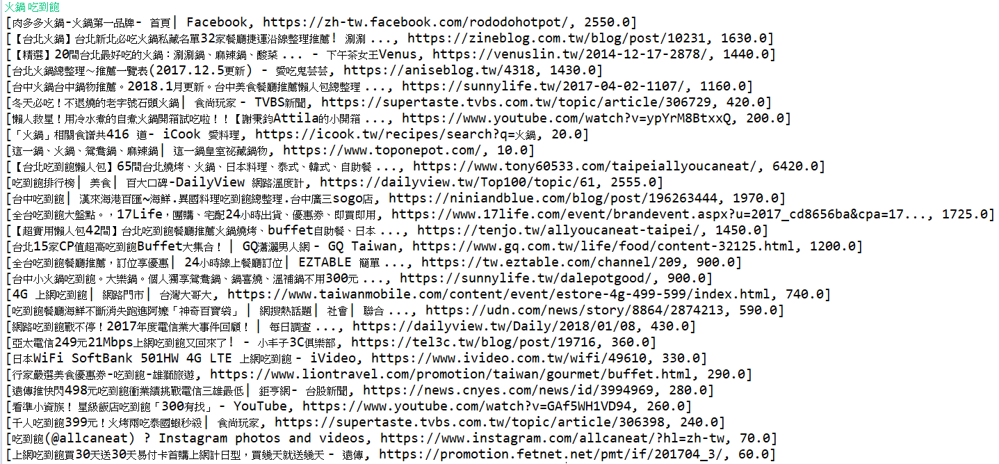 火鍋 吃到飽
[肉多多火鍋-火鍋第一品牌- 首頁| Facebook, https://zh-tw.facebook.com/rododohotpot/, 2550.0]
[【台北火鍋】台北新北必吃火鍋私藏名單32家餐廳捷運沿線整理推薦! 涮涮 ..., https://zineblog.com.tw/blog/post/10231, 1630.0]
[【精選】20間台北最好吃的火鍋：涮涮鍋、麻辣鍋、酸菜 ... - 下午茶女王Venus, https://venuslin.tw/2014-12-17-2878/, 1440.0]
[台北火鍋總整理～推薦一覽表(2017.12.5更新) - 愛吃鬼芸芸, https://aniseblog.tw/4318, 1430.0]
[台中火鍋台中鍋物推薦。2018.1月更新。台中美食餐廳推薦懶人包總整理 ..., https://sunnylife.tw/2017-04-02-1107/, 1160.0]
[冬天必吃！不退燒的老字號石頭火鍋| 食尚玩家 - TVBS新聞, https://supertaste.tvbs.com.tw/topic/article/306729, 420.0]
[懶人救星！用冷水煮的自煮火鍋開箱試吃啦！！【謝秉鈞Attila的小開箱 ..., https://www.youtube.com/watch?v=ypYrM8BtxxQ, 200.0]
[「火鍋」相關食譜共416 道- iCook 愛料理, https://icook.tw/recipes/search?q=火鍋, 20.0]
[這一鍋、火鍋、鴛鴦鍋、麻辣鍋| 這一鍋皇室祕藏鍋物, https://www.toponepot.com/, 10.0]
[【台北吃到飽懶人包】65間台北燒烤、火鍋、日本料理、泰式、韓式、自助餐 ..., https://www.tony60533.com/taipeiallyoucaneat/, 6420.0]
[吃到飽排行榜| 美食| 百大口碑-DailyView 網路溫度計, https://dailyview.tw/Top100/topic/61, 2555.0]
[台中吃到飽| 漢來海港百匯~海鮮.異國料理吃到飽總整理.台中廣三sogo店, https://niniandblue.com/blog/post/196263444, 1970.0]
[全台吃到飽大盤點。，17Life，團購、宅配24小時出貨、優惠券、即買即用, https://www.17life.com/event/brandevent.aspx?u=2017_cd8656ba&cpa=17..., 1725.0]
[【超實用懶人包42間】台北吃到飽餐廳推薦火鍋燒烤、buffet自助餐、日本 ..., https://tenjo.tw/allyoucaneat-taipei/, 1450.0]
[台北15家CP值超高吃到飽Buffet大集合！ | GQ瀟灑男人網 - GQ Taiwan, https://www.gq.com.tw/life/food/content-32125.html, 1200.0]
[全台吃到飽餐廳推薦，訂位享優惠| 24小時線上餐廳訂位| EZTABLE 簡單 ..., https://tw.eztable.com/channel/209, 900.0]
[台中小火鍋吃到飽。大樂鍋。個人獨享鴛鴦鍋、鍋喜燒、溫補鍋不用300元 ..., https://sunnylife.tw/dalepotgood/, 900.0]
[4G 上網吃到飽| 網路門市| 台灣大哥大, https://www.taiwanmobile.com/content/event/estore-4g-499-599/index.html, 740.0]
[吃到飽餐廳海鮮不斷消失跑進阿嬤「神奇百寶袋」 | 網搜熱話題| 社會| 聯合 ..., https://udn.com/news/story/8864/2874213, 590.0]
[網路吃到飽戰不停！2017年度電信業大事件回顧！ | 每日調查 ..., https://dailyview.tw/Daily/2018/01/08, 430.0]
[亞太電信249元21Mbps上網吃到飽又回來了! - 小丰子3C俱樂部, https://tel3c.tw/blog/post/19716, 360.0]
[日本WiFi SoftBank 501HW 4G LTE 上網吃到飽 - iVideo, https://www.ivideo.com.tw/wifi/49610, 330.0]
[行家嚴選美食優惠券-吃到飽-雄獅旅遊, https://www.liontravel.com/promotion/taiwan/gourmet/buffet.html, 290.0]
[遠傳推快閃498元吃到飽衝業績挑戰電信三雄最低| 鉅亨網- 台股新聞, https://news.cnyes.com/news/id/3994969, 280.0]
[看準小資族！ 星級飯店吃到飽「300有找」 - YouTube, https://www.youtube.com/watch?v=GAf5WH1VD94, 260.0]
[千人吃到飽399元！火烤兩吃泰國蝦秒殺| 食尚玩家, https://supertaste.tvbs.com.tw/topic/article/306398, 240.0]
[吃到飽(@allcaneat) ? Instagram photos and videos, https://www.instagram.com/allcaneat/?hl=zh-tw, 70.0]
[上網吃到飽買30天送30天易付卡首購上網計日型，買幾天就送幾天 - 遠傳, https://promotion.fetnet.net/pmt/if/201704_3/, 60.0]